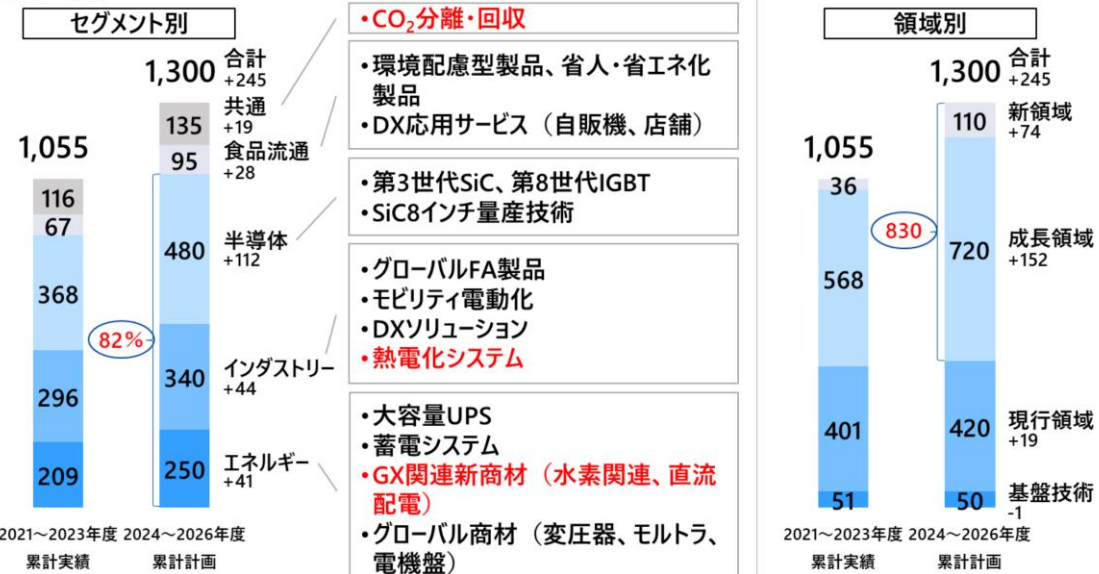 セグメント別
1,300
合計
+245
135
共通
+19
95
食品流通
+28
1,055
116
67
368
296
209
82%
480
半導体
+112
340
インダストリー
+44
250
エネルギー
+41
2021～2023年度
累計実績
2024～2026年度
累計計画
・CO₂分離・回収
・環境配慮型製品、省人・省エネ化
製品
・DX応用サービス（自販機、店舗）
・第3世代SiC、第8世代IGBT
・SiC8インチ量産技術
・グローバルFA製品
・モビリティ電動化
・DXソリューション
・熱電化システム
・大容量UPS
・蓄電システム
・GX関連新商材（水素関連、直流
配電）
・グローバル商材（変圧器、モルトラ、
電機盤）
領域別
1,300
合計
+245
110
新領域
+74
1,055
36
568
401
51
830
720
成長領域
+152
420
現行領域
+19
50
基盤技術
-1
2021～2023年度
累計実績
2024～2026年度
累計計画